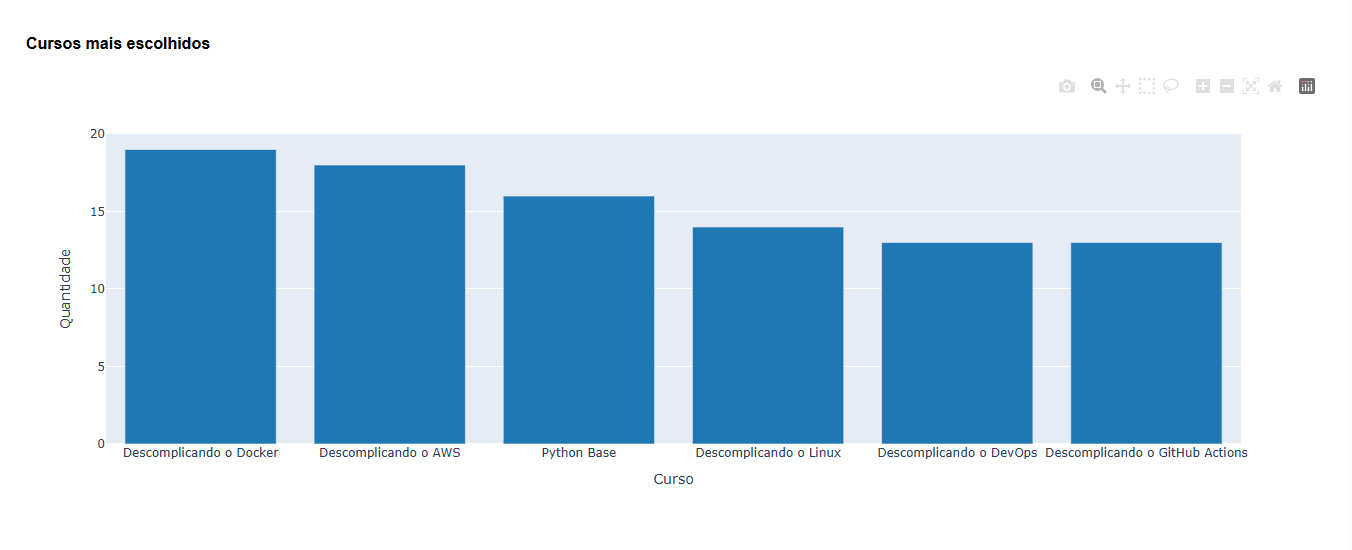 Cursos mais escolhidos
20
15
10
5
0
Quantidade
Descomplicando o Docker
Descomplicando o AWS
Python Base
Descomplicando o Linux
Descomplicando o DevOps
Descomplicando o GitHub Actions
Curso